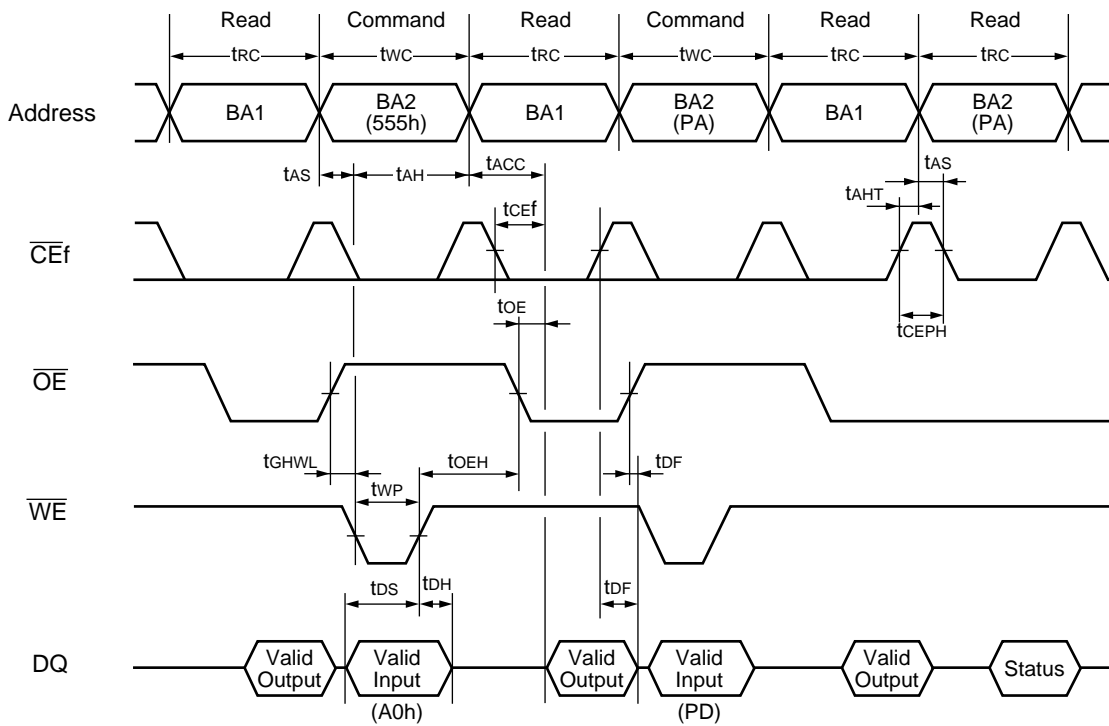 Read Command Read Command Read Read
tRC tWC tRC tWC tRC tRC
Address BA1 BA2 BA1 BA2 BA1 BA2
(555h) (PA) (PA)
tAS tAH tACC tAS
tAHT
tCEf
CEf
tOE
tCEPH
OE
tGHWL tOEH tDF
tWP
WE
tDS tDH tDF
DQ Valid Valid Valid Valid Valid Status
Output Input Output Input Output
(A0h) (PD)